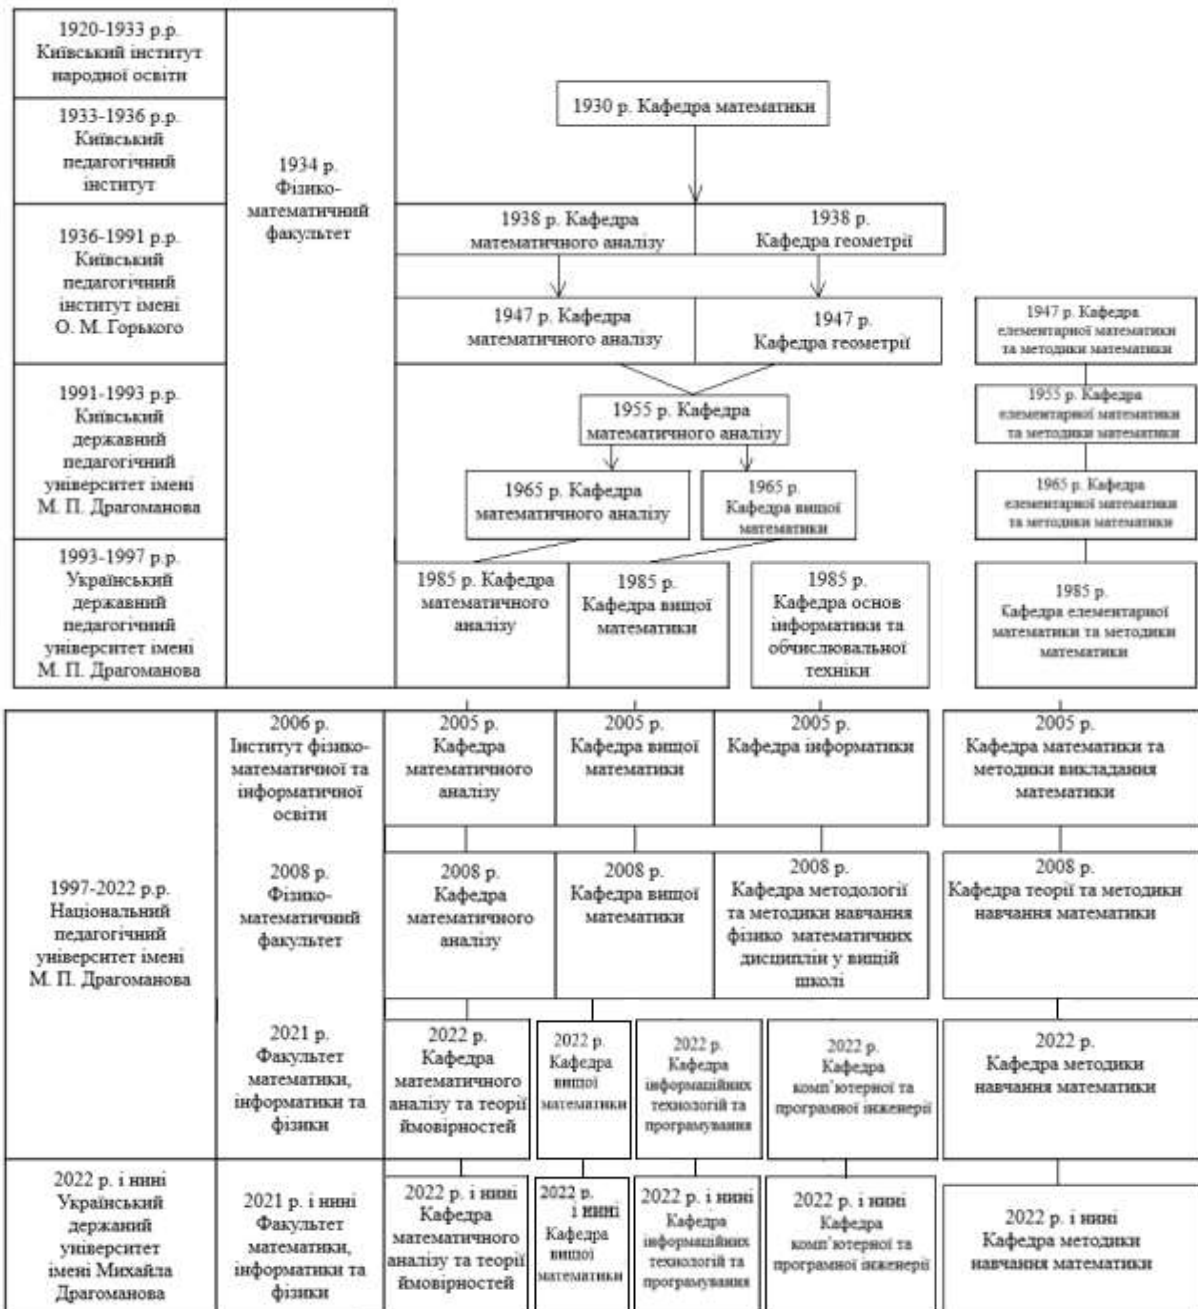 1920-1933 р.р.
Київський інститут
народної освіти
1933-1936 р.р.
Київський
педагогічний
інститут
1936-1991 р.р.
Київський
педагогічний
інститут імені
О. М. Горького
1991-1993 р.р.
Київський
державний
педагогічний
університет імені
М. П. Драгоманова
1993-1997 р.р.
Український
державний
педагогічний
університет імені
М. П. Драгоманова
1934 р.
Фізико-
математичний
факультет
1930 р. Кафедра математики
1938 р. Кафедра
математичного аналізу
1938 р.
Кафедра геометрії
1947 р. Кафедра
математичного аналізу
1947 р.
Кафедра геометрії
1947 р. Кафедра
елементарної математики
та методики математики
1955 р. Кафедра
математичного аналізу
1955 р. Кафедра
елементарної математики
та методики математики
1965 р. Кафедра
математичного аналізу
1965 р.
Кафедра вищої
математики
1965 р. Кафедра
елементарної математики
та методики математики
1985 р. Кафедра
математичного
аналізу
1985 р.
Кафедра вищої
математики
1985 р.
Кафедра основ
інформатики та
обчислювальної
техніки
1985 р.
Кафедра елементарної
математики та методики
математики
1997-2022 р.р.
Національний
педагогічний
університет імені
М. П. Драгоманова
2006 р.
Інститут фізико-
математичної та
інформатичної
освіти
2005 р.
Кафедра
математичного
аналізу
2005 р.
Кафедра вищої
математики
2005 р.
Кафедра інформатики
2005 р.
Кафедра математики та
методики викладання
математики
2008 р.
Фізико-
математичний
факультет
2008 р.
Кафедра
математичного
аналізу
2008 р.
Кафедра вищої
математики
2008 р.
Кафедра методології
та методики навчання
фізико математичних
дисциплін у вищій
школі
2008 р.
Кафедра теорії та методики
навчання математики
2021 р.
Факультет
математики,
інформатики та
фізики
2022 р.
Кафедра
математичного
аналізу та теорії
ймовірностей
2022 р.
Кафедра
вищої
математики
2022 р.
Кафедра
інформаційних
технологій та
програмування
2022 р.
Кафедра
комп'ютерної та
програмної інженерії
2022 р.
Кафедра методики
навчання математики
2022 р. і нині
Український
держаний
університет
імені Михайла
Драгоманова
2021 р. і нині
Факультет
математики,
інформатики та
фізики
2022 р. і нині
Кафедра
математичного
аналізу та теорії
ймовірностей
2022 р.
і нині
Кафедра
вищої
математики
2022 р. і нині
Кафедра
інформаційних
технологій та
програмування
2022 р. і нині
Кафедра
комп'ютерної та
програмної інженерії
2022 р. і нині
Кафедра методики
навчання математики